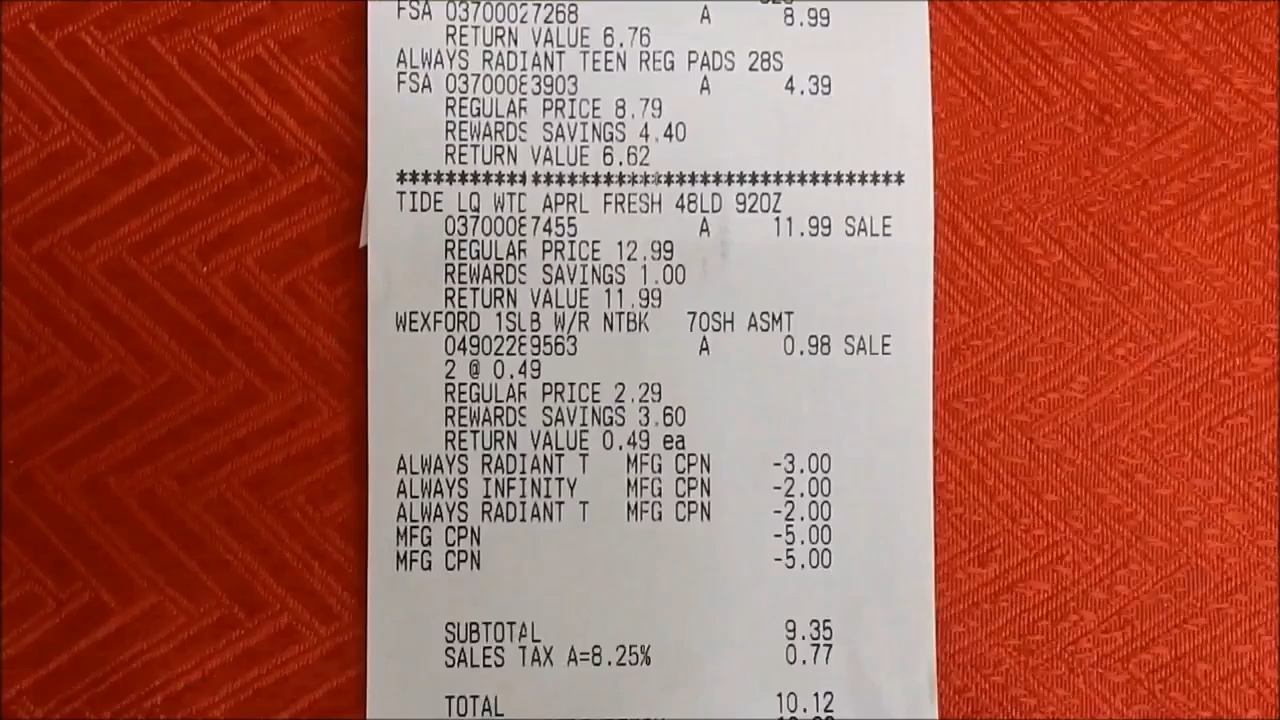 FSA 03700027268 A 8.99
RETURN VALUE 6.76
ALWAYS RADIANT TEEN REG PADS 28S
FSA 03700083903 A 4.39
REGULAR PRICE 8.79
REWARDS SAVINGS 4.40
RETURN VALUE 6.62
******************************************
TIDE LQ WTD APRL FRESH 48LD 92OZ
03700087455 A 11.99 SALE
REGULAR PRICE 12.99
REWARDS SAVINGS 1.00
RETURN VALUE 11.99
WEXFORD 1SLB W/R NTBK 70SH ASMT
04902289563 A 0.98 SALE
2 @ 0.49
REGULAR PRICE 2.29
REWARDS SAVINGS 3.60
RETURN VALUE 0.49 ea
ALWAYS RADIANT T MFG CPN -3.00
ALWAYS INFINITY MFG CPN -2.00
ALWAYS RADIANT T MFG CPN -2.00
MFG CPN -5.00
MFG CPN -5.00
SUBTOTAL 9.35
SALES TAX A=8.25% 0.77
TOTAL 10.12